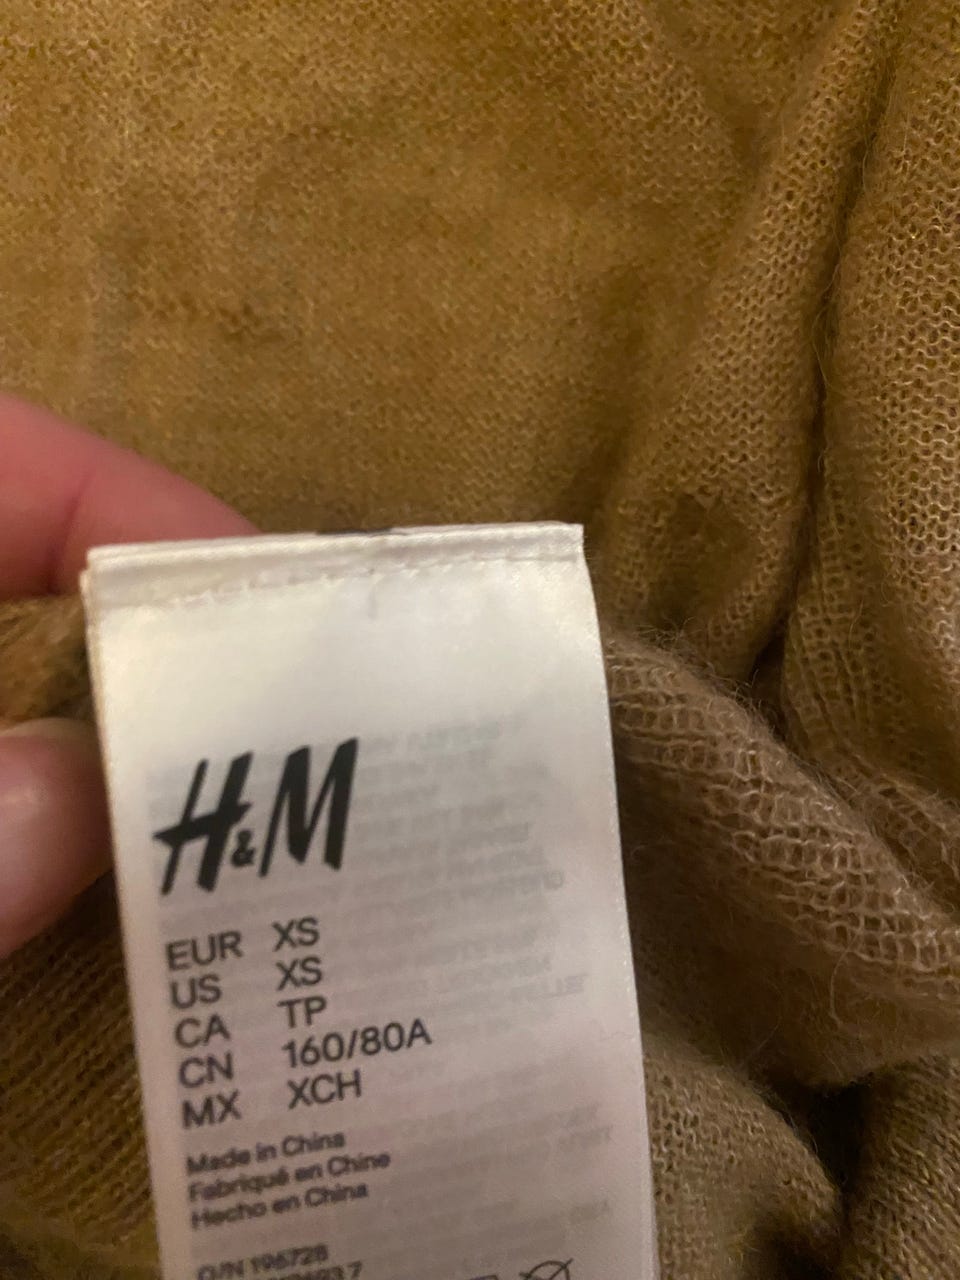 H&M
EUR XS
US XS
CA TP
CN 160/80A
MX XCH
Made in China
Fabriqué en Chine
Hecho en China
O/N 196728